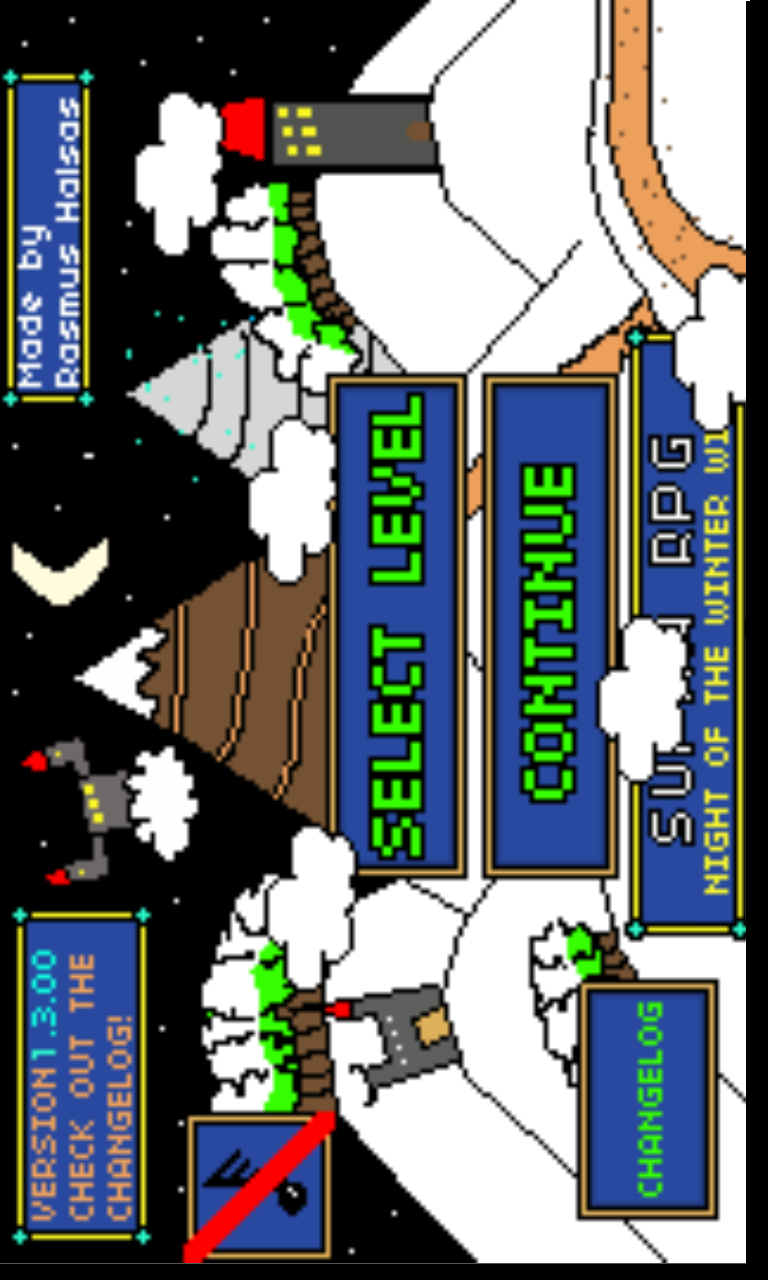 VERSION 1.3.00
CHECK OUT THE
CHANGELOG!
Made by
Rasmus Halsas
SELECT LEVEL
CONTINUE
RPG
NIGHT OF THE WINTER
CHANGELOG